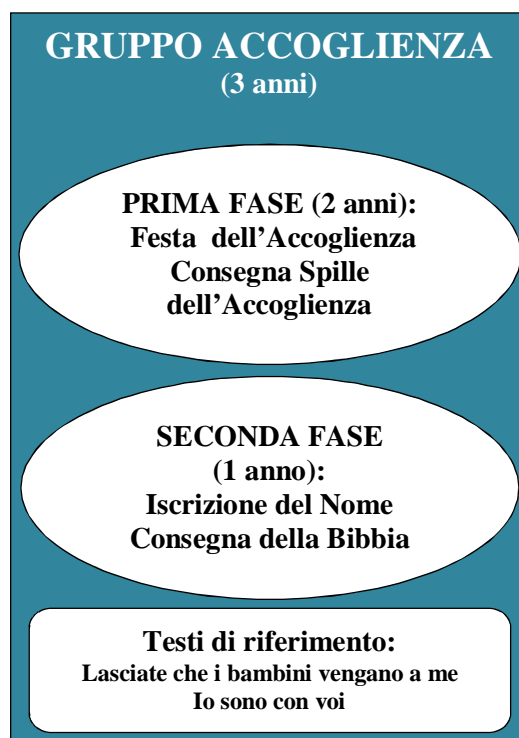 GRUPPO ACCOGLIENZA
(3 anni)
PRIMA FASE (2 anni):
Festa dell’Accoglienza
Consegna Spille
dell’Accoglienza
SECONDA FASE
(1 anno):
Iscrizione del Nome
Consegna della Bibbia
Testi di riferimento:
Lasciate che i bambini vengano a me
Io sono con voi